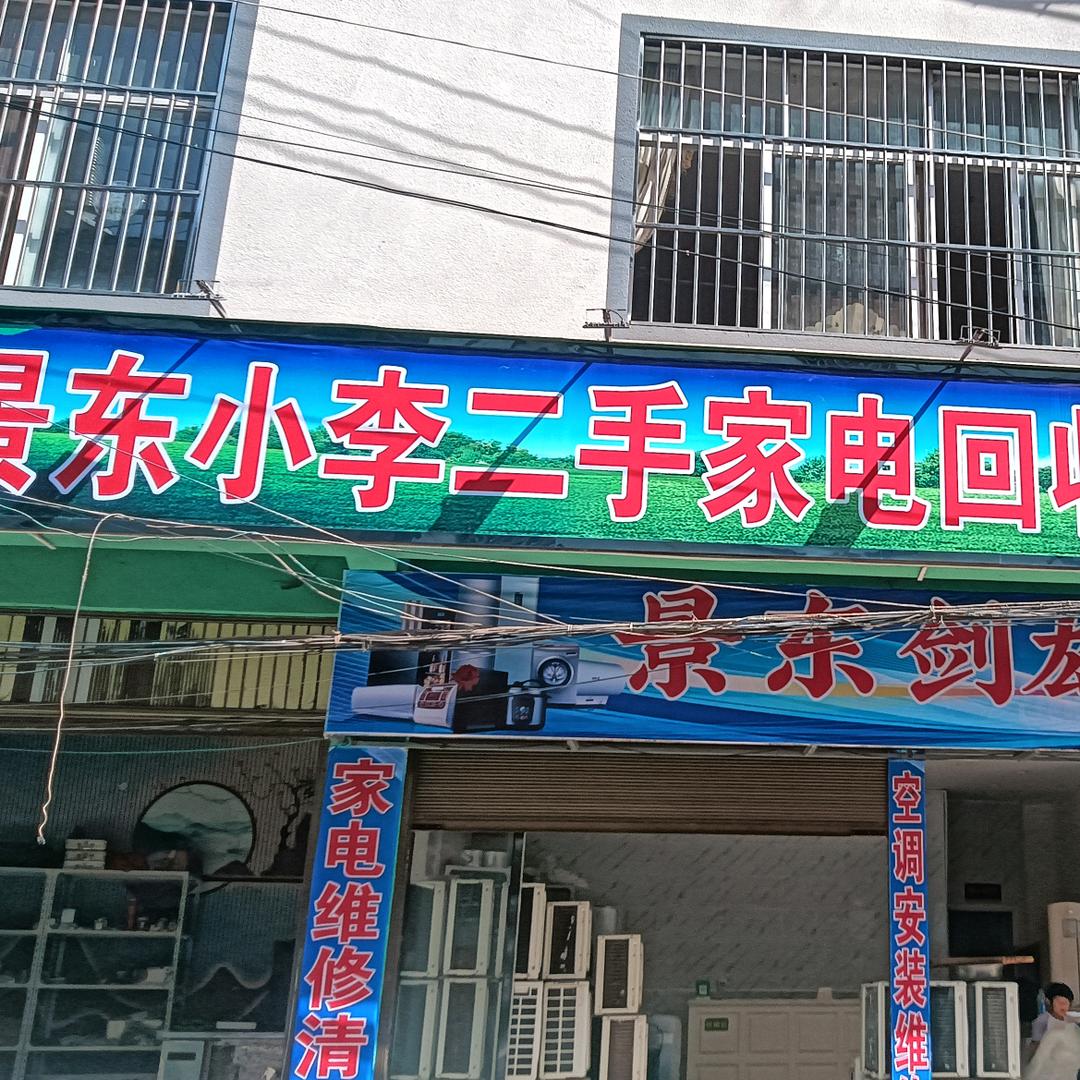 景东小李二手家电回收
景东剑宏
家电维修清
空调安装维